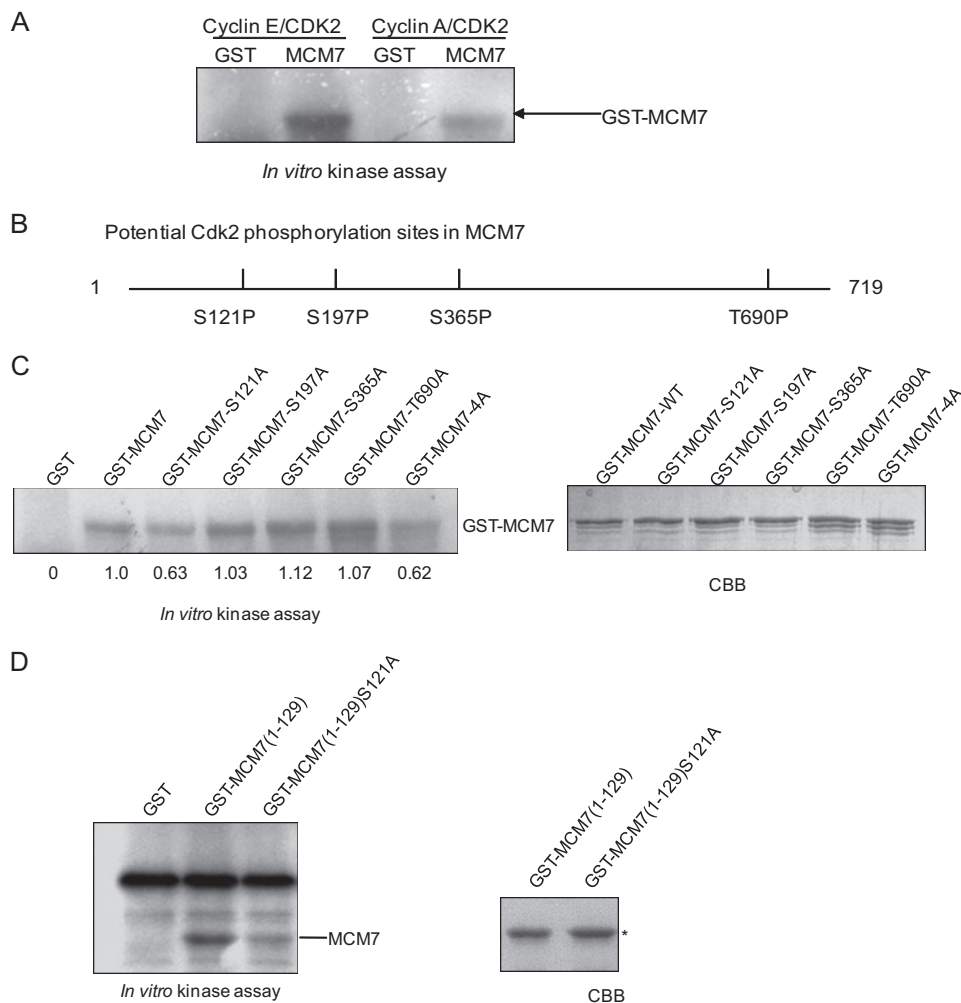 A
Cyclin E/CDK2 Cyclin A/CDK2
GST MCM7 GST MCM7
GST-MCM7
In vitro kinase assay
B
Potential Cdk2 phosphorylation sites in MCM7
1 719
S121P S197P S365P T690P
C
GST GST-MCM7 GST-MCM7-S121A GST-MCM7-S197A GST-MCM7-S365A GST-MCM7-T690A GST-MCM7-4A
GST-MCM7
0 1.0 0.63 1.03 1.12 1.07 0.62
In vitro kinase assay
GST-MCM7-WT GST-MCM7-S121A GST-MCM7-S197A GST-MCM7-S365A GST-MCM7-T690A GST-MCM7-4A
CBB
D
GST GST-MCM7(1-129) GST-MCM7(1-129)S121A
MCM7
In vitro kinase assay
GST-MCM7(1-129) GST-MCM7(1-129)S121A
*
CBB